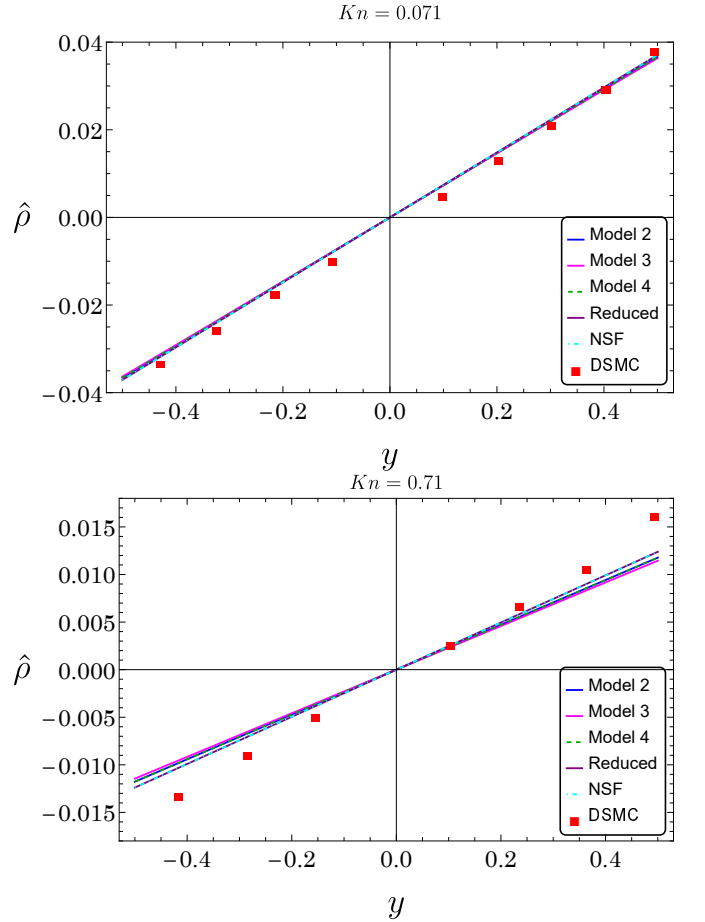 Kn = 0.071
0.04
0.02
0.00
−0.02
−0.04
ρ̂
−0.4 −0.2 0.0 0.2 0.4
y
Model 2
Model 3
Model 4
Reduced
NSF
DSMC
Kn = 0.71
0.015
0.010
0.005
0.000
−0.005
−0.010
−0.015
ρ̂
−0.4 −0.2 0.0 0.2 0.4
y
Model 2
Model 3
Model 4
Reduced
NSF
DSMC